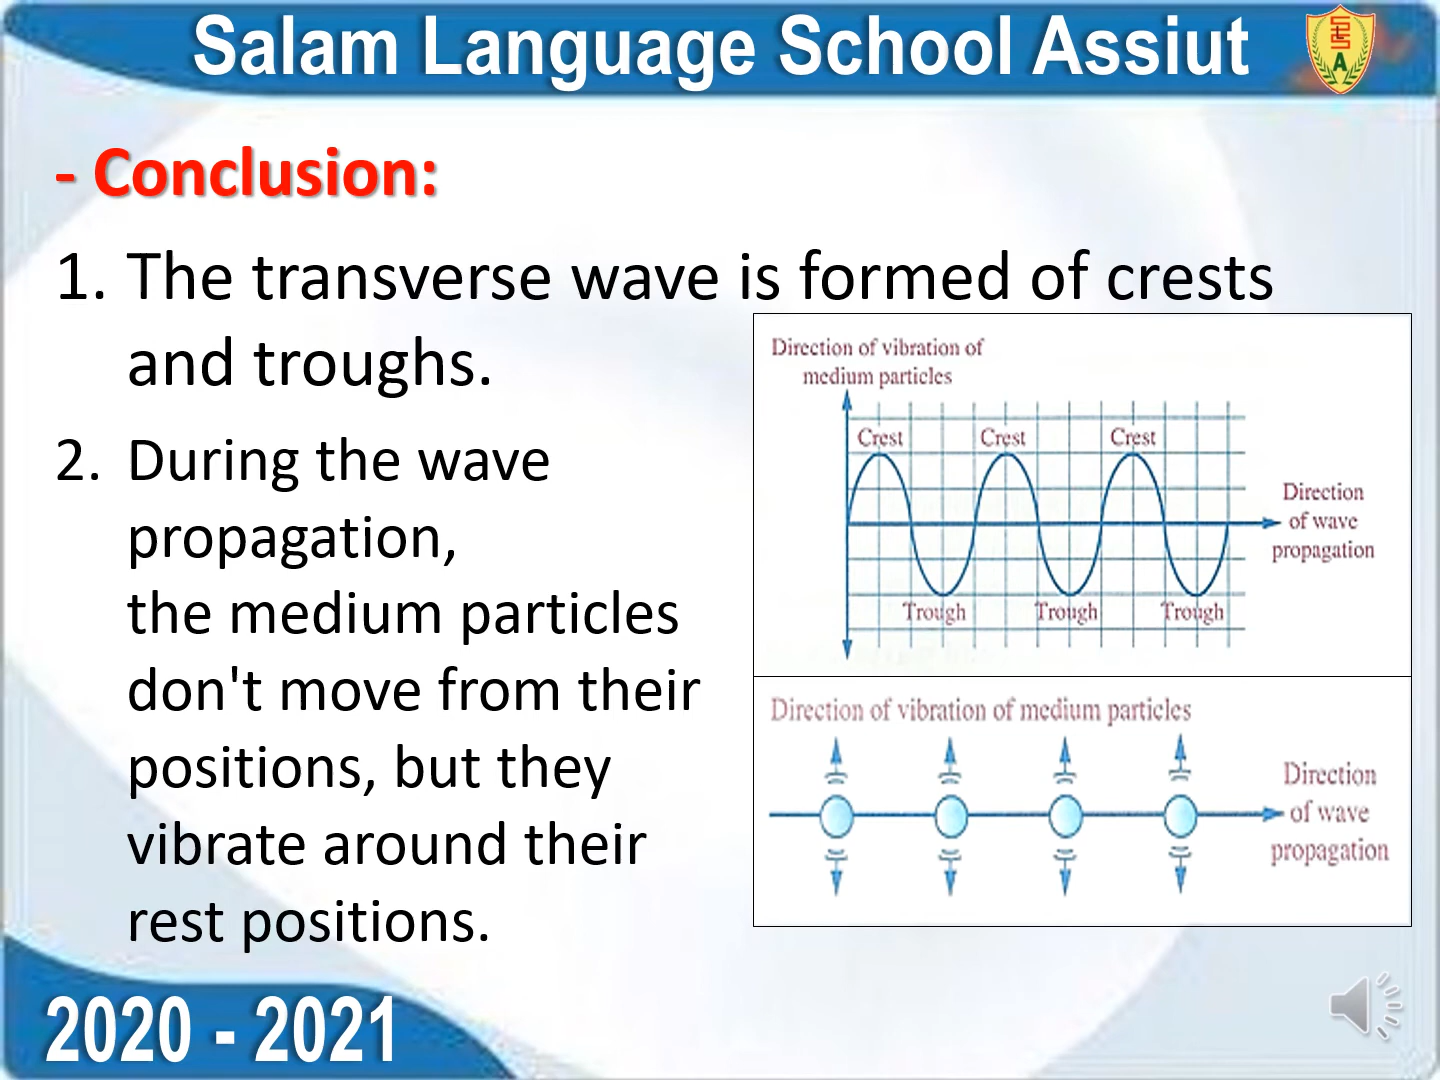 Salam Language School Assiut
- Conclusion:
1. The transverse wave is formed of crests
and troughs.
2. During the wave
propagation,
the medium particles
don't move from their
positions, but they
vibrate around their
rest positions.
Direction of vibration of
medium particles
Crest Crest Crest
Direction
of wave
propagation
Trough Trough Trough
Direction of vibration of medium particles
Direction
of wave
propagation
2020 - 2021